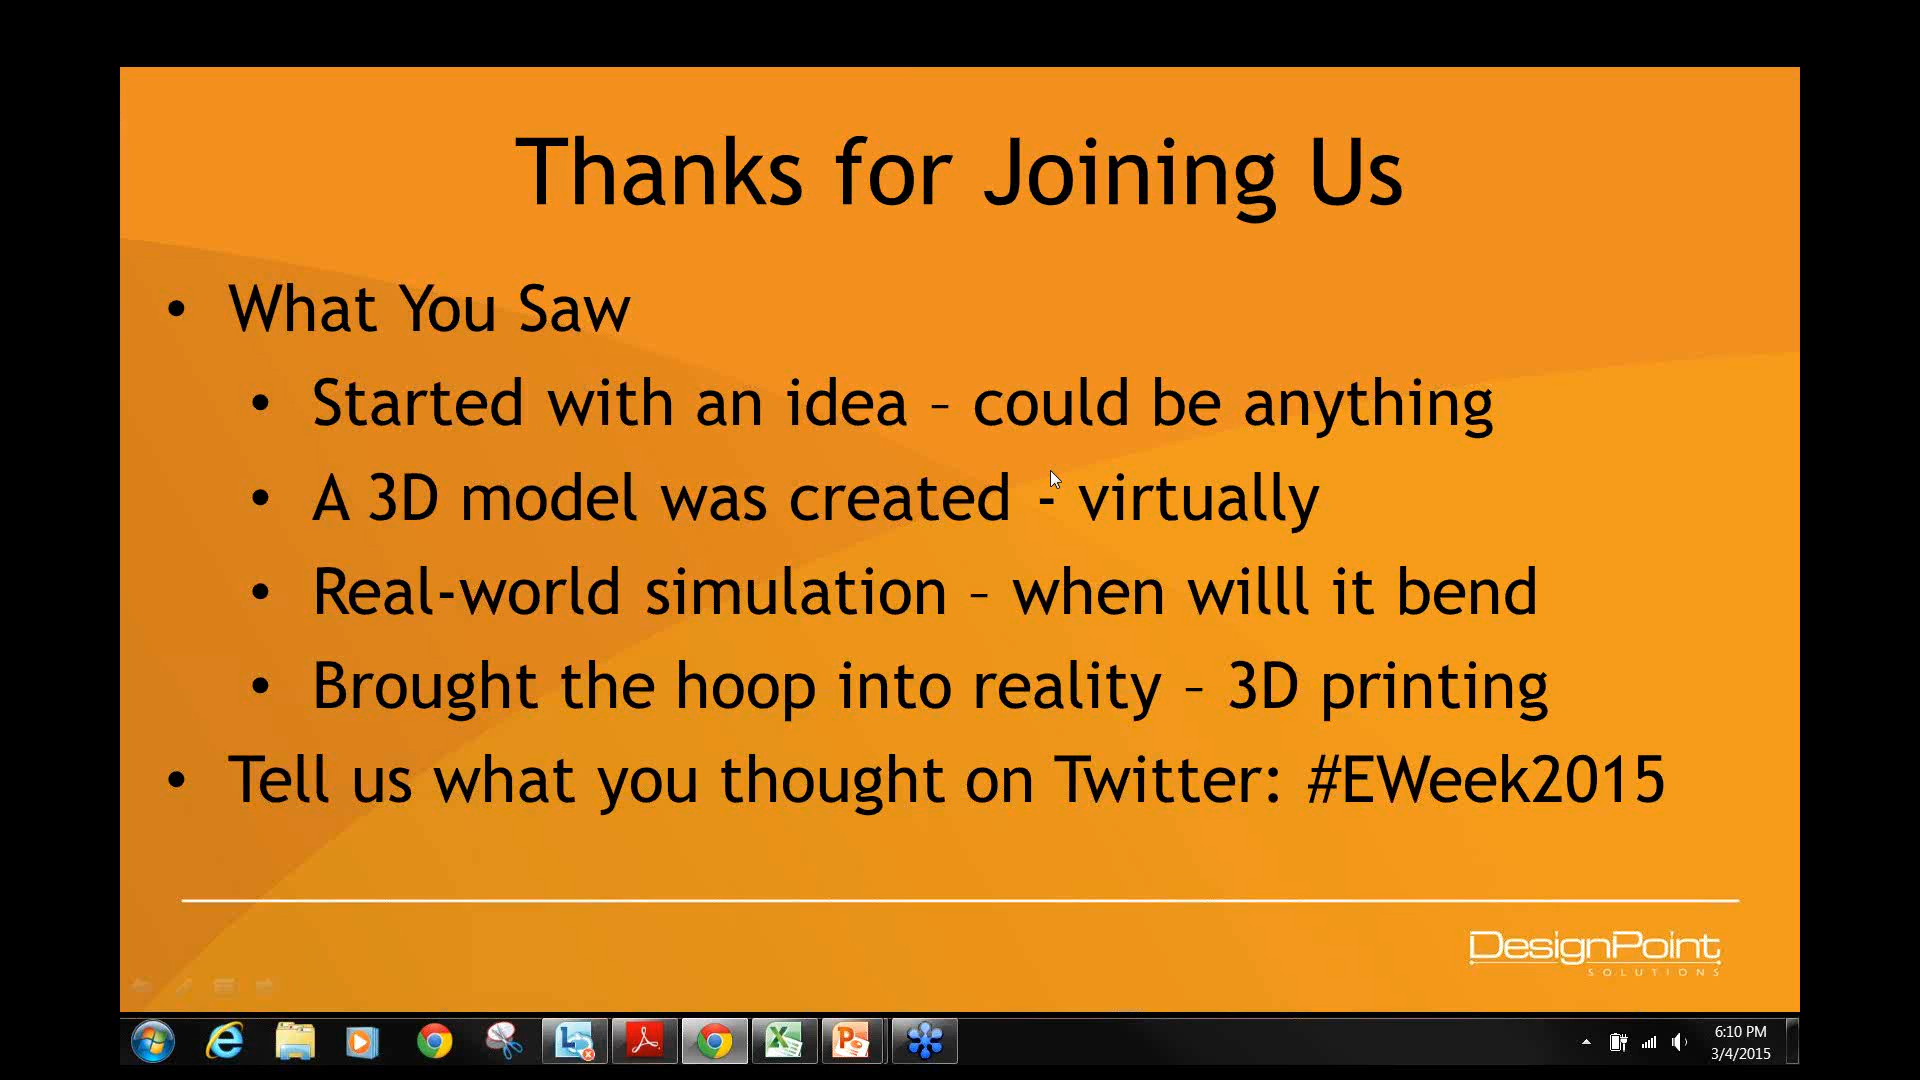 Thanks for Joining Us
• What You Saw
• Started with an idea – could be anything
• A 3D model was created - virtually
• Real-world simulation – when willl it bend
• Brought the hoop into reality – 3D printing
• Tell us what you thought on Twitter: #EWeek2015
DesignPoint
SOLUTIONS
6:10 PM
3/4/2015